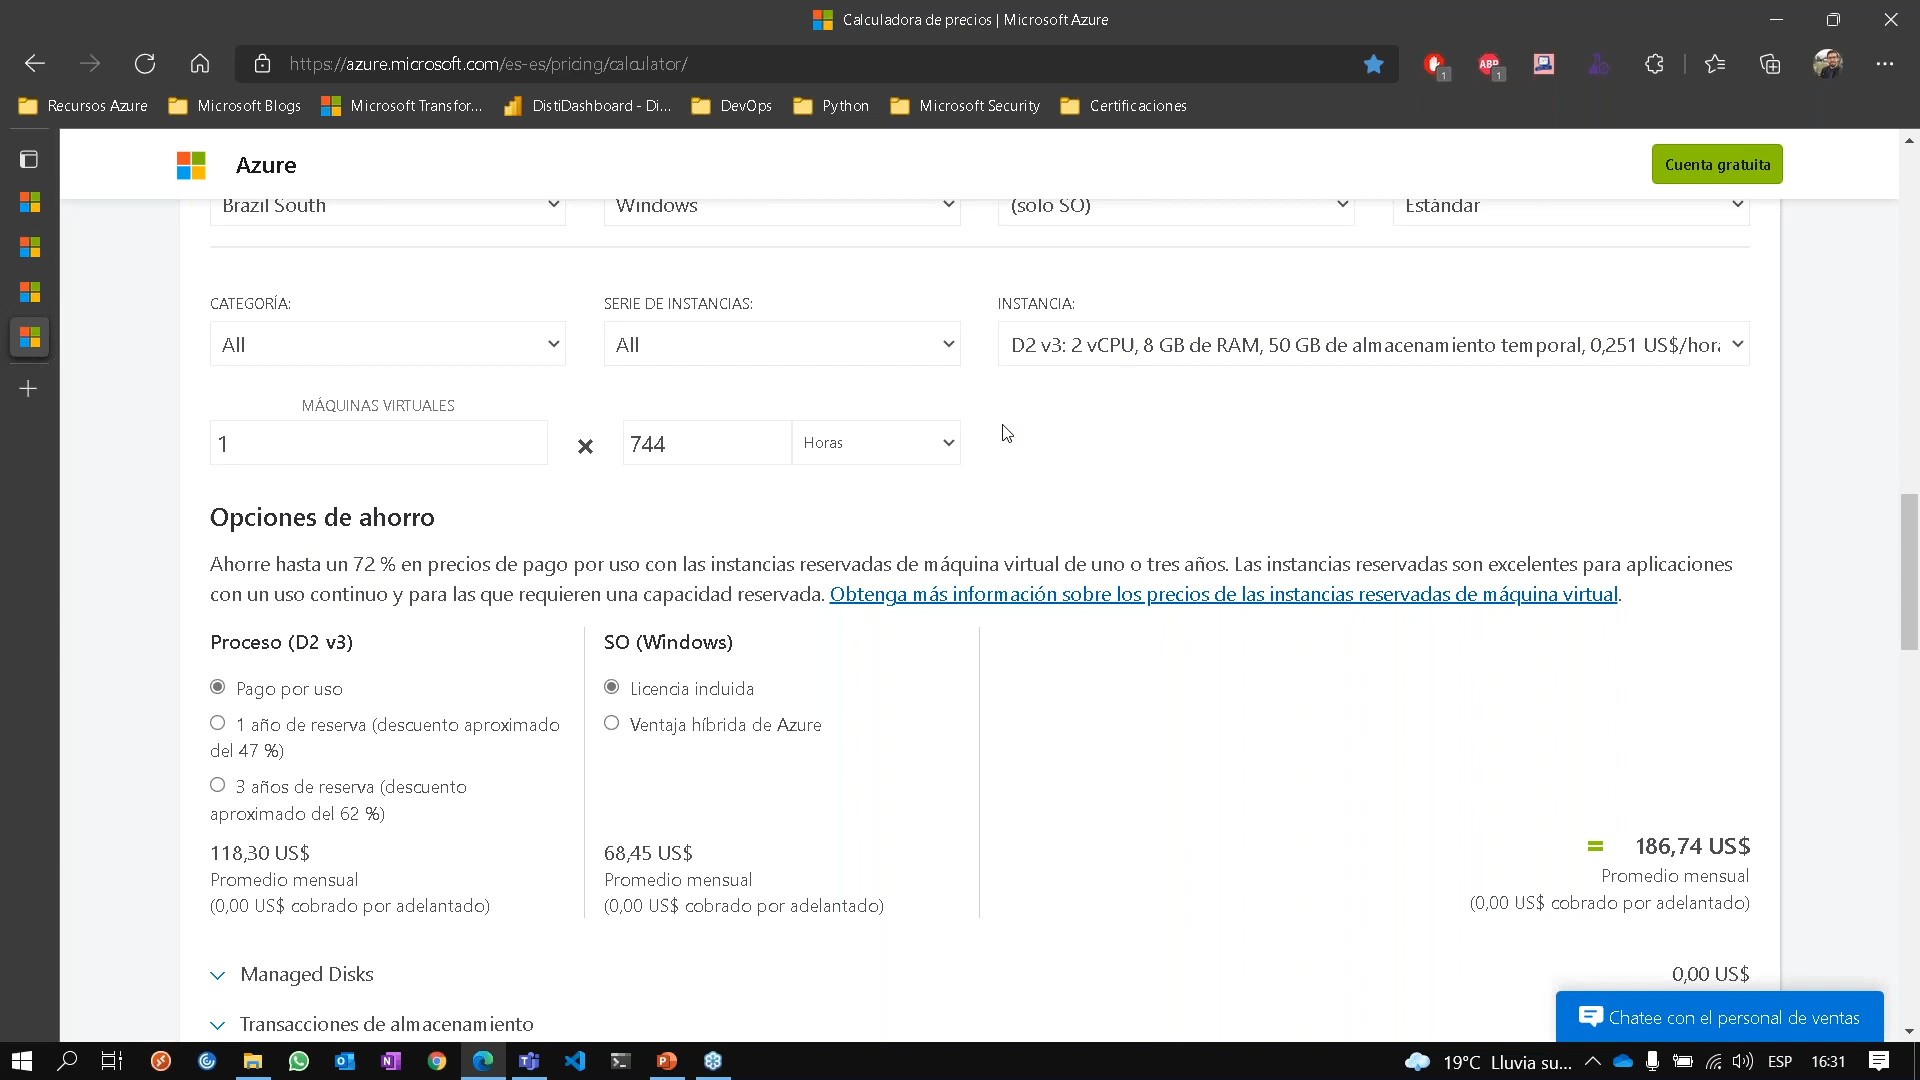 Calculadora de precios | Microsoft Azure
https://azure.microsoft.com/es-es/pricing/calculator/
1
ABP
1
Recursos Azure
Microsoft Blogs
Microsoft Transfor...
DistiDashboard - Di...
DevOps
Python
Microsoft Security
Certificaciones
Azure
Cuenta gratuita
Brazil South
Windows
(solo SO)
Estándar
CATEGORÍA:
SERIE DE INSTANCIAS:
INSTANCIA:
All
All
D2 v3: 2 vCPU, 8 GB de RAM, 50 GB de almacenamiento temporal, 0,251 US$/hora
MÁQUINAS VIRTUALES
1
744
Horas
Opciones de ahorro
Ahorre hasta un 72 % en precios de pago por uso con las instancias reservadas de máquina virtual de uno o tres años. Las instancias reservadas son excelentes para aplicaciones
con un uso continuo y para las que requieren una capacidad reservada. Obtenga más información sobre los precios de las instancias reservadas de máquina virtual.
Proceso (D2 v3)
SO (Windows)
Pago por uso
Licencia incluida
1 año de reserva (descuento aproximado
del 47 %)
Ventaja híbrida de Azure
3 años de reserva (descuento
aproximado del 62 %)
118,30 US$
Promedio mensual
(0,00 US$ cobrado por adelantado)
68,45 US$
Promedio mensual
(0,00 US$ cobrado por adelantado)
= 186,74 US$
Promedio mensual
(0,00 US$ cobrado por adelantado)
Managed Disks
0,00 US$
Transacciones de almacenamiento
Chatee con el personal de ventas
19°C Lluvia su...
ESP
16:31